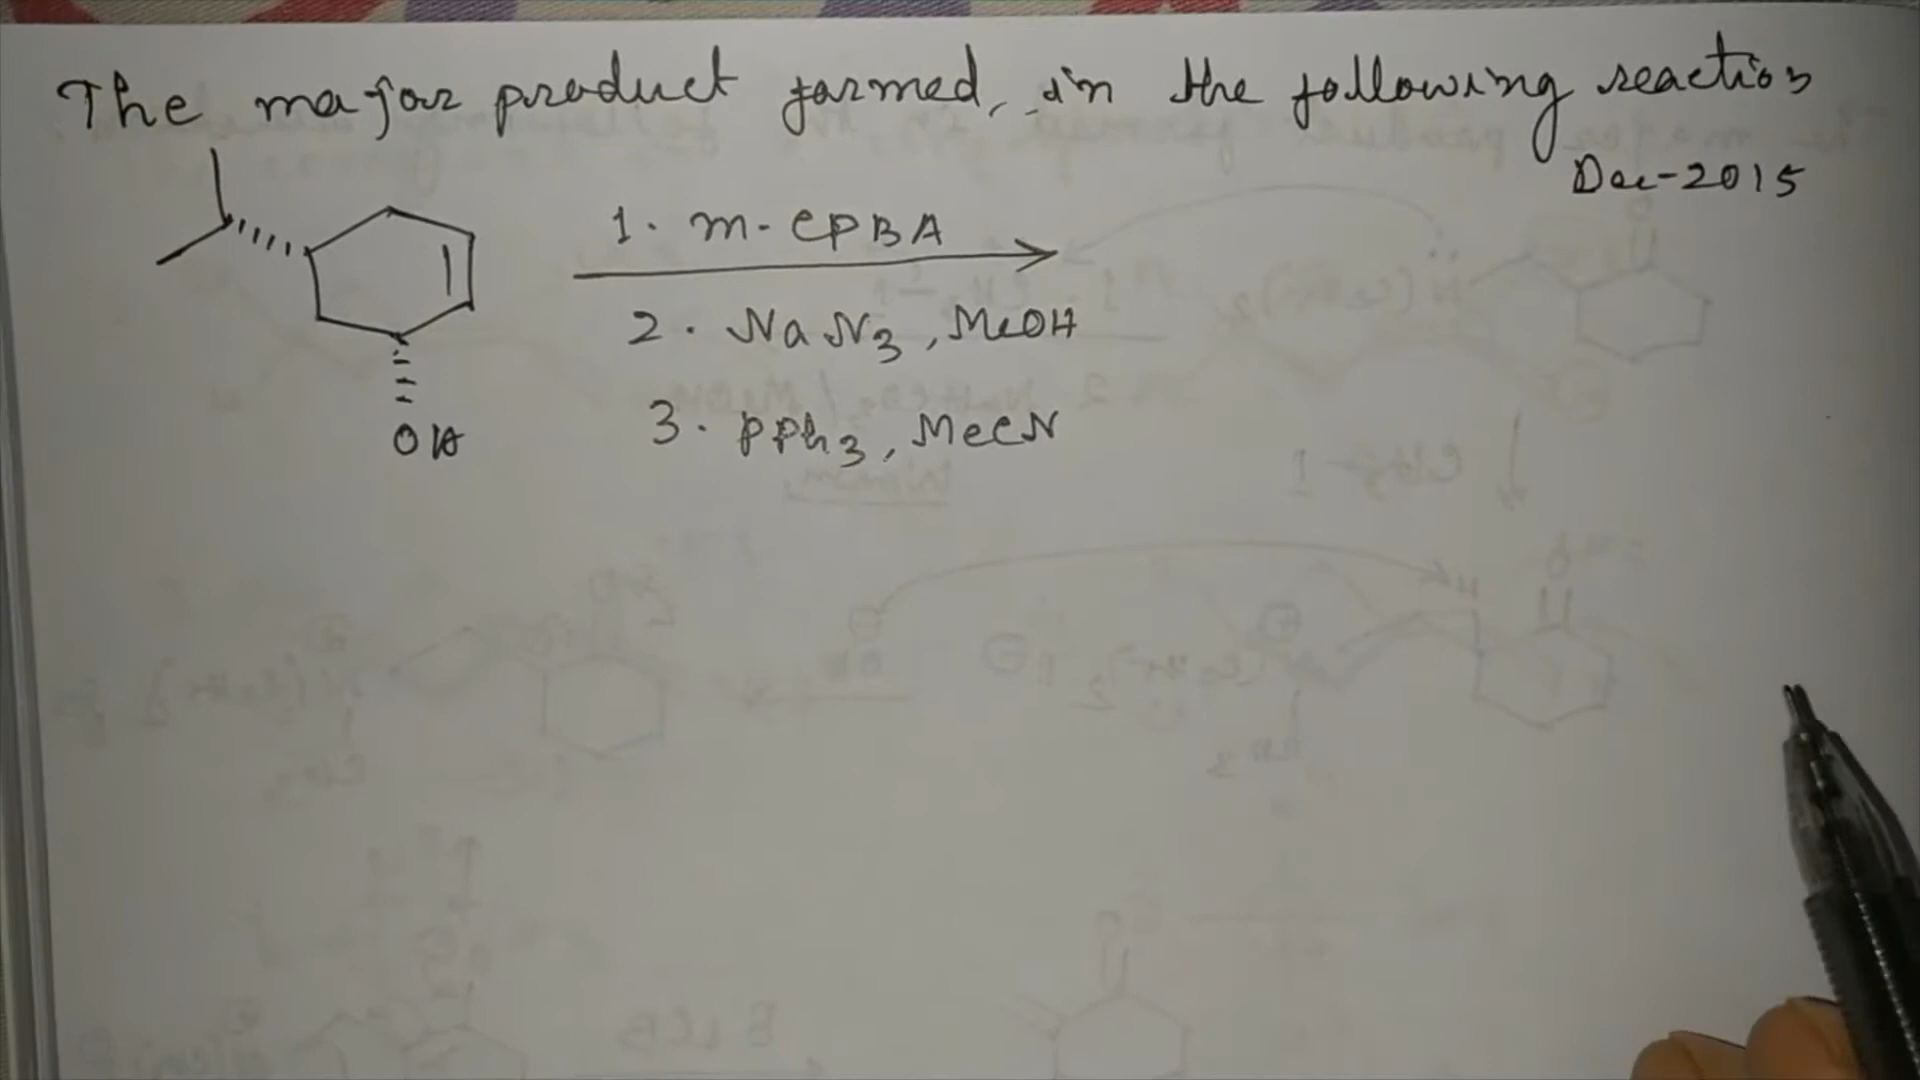 The major product formed, in the following reaction
Dec-2015
1. m-CPBA
2. NaN3, MeOH
3. PPh3, MeCN
OH